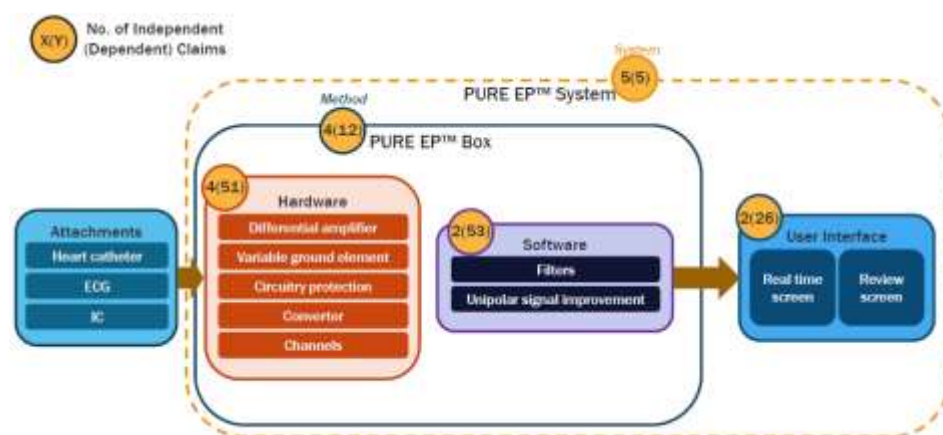 X(Y)
No. of Independent
(Dependent) Claims
System
5(5)
PURE EP™ System
Method
4(12)
PURE EP™ Box
4(51)
Hardware
Differential amplifier
Variable ground element
Circuitry protection
Converter
Channels
Attachments
Heart catheter
ECG
IC
2(53)
Software
Filters
Unipolar signal improvement
2(26)
User Interface
Real time
screen
Review
screen